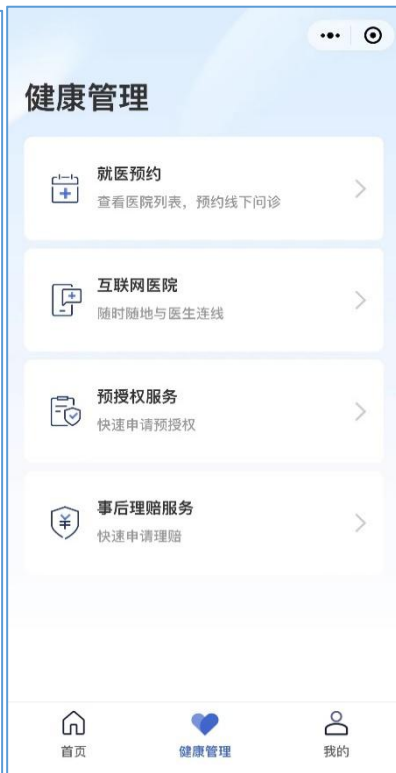 健康管理
就医预约
查看医院列表，预约线下问诊
互联网医院
随时随地与医生连线
预授权服务
快速申请预授权
事后理赔服务
快速申请理赔
首页
健康管理
我的